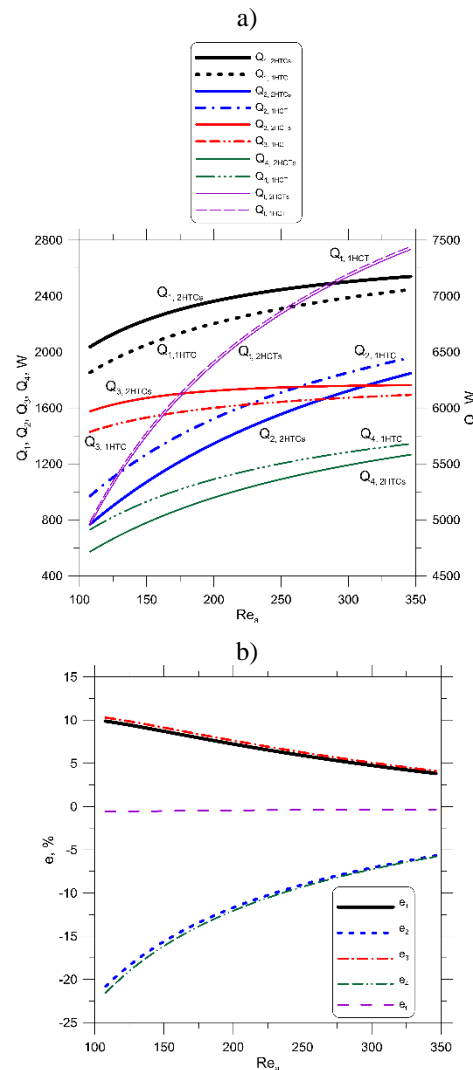 a)
Q1, 2HTCs
Q1, 1HTC
Q2, 2HTCs
Q2, 1HCT
Q3, 2HCTs
Q3, 1HC
Q4, 2HCTs
Q4, 1HCT
Qt, 2HCTs
Qt, 1HCT
2800
2400
2000
1600
1200
800
400
Q1, Q2, Q3, Q4, W
7500
7000
6500
6000
5500
5000
4500
Q1, 2HTCs
Q1,1HTC
Qt, 1HCT
Qt, 2HCTs
Q2, 1HTC
Q3, 2HTCs
Q3, 1HTC
Q2, 2HTCs
Q4, 1HTC
Q4, 2HTCs
100 150 200 250 300 350
Rea
b)
15
10
5
0
-5
-10
-15
-20
-25
e, %
e1
e2
e3
e4
et
100 150 200 250 300 350